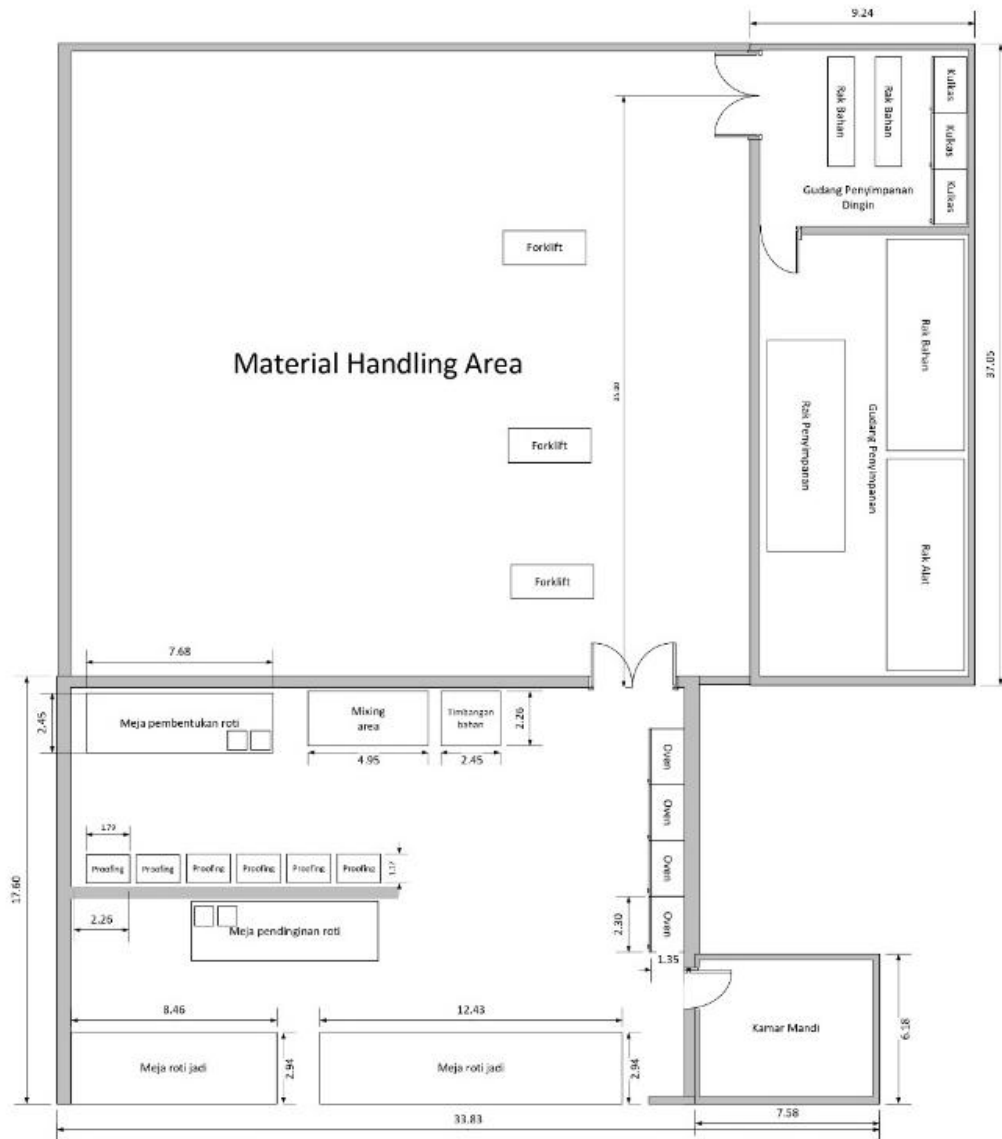 9.24
Kulkas
Rak Bahan
Rak Bahan
Kulkas
Kulkas
Gudang Penyimpanan
Dingin
Forklift
Rak Bahan
Material Handling Area
37.05
Rak Penyimpanan
Gudang Penyimpanan
Forklift
Rak Alat
Forklift
7.68
2.45
Meja pembentukan roti
Mixing
area
Timbangan
bahan
2.26
4.95
2.45
Oven
Oven
Oven
Oven
1.79
Proofing
Proofing
Proofing
Proofing
Proofing
Proofing
17.60
2.26
Meja pendinginan roti
2.30
1.35
8.46
12.43
Kamar Mandi
6.18
Meja roti jadi
2.94
Meja roti jadi
2.94
33.83
7.58